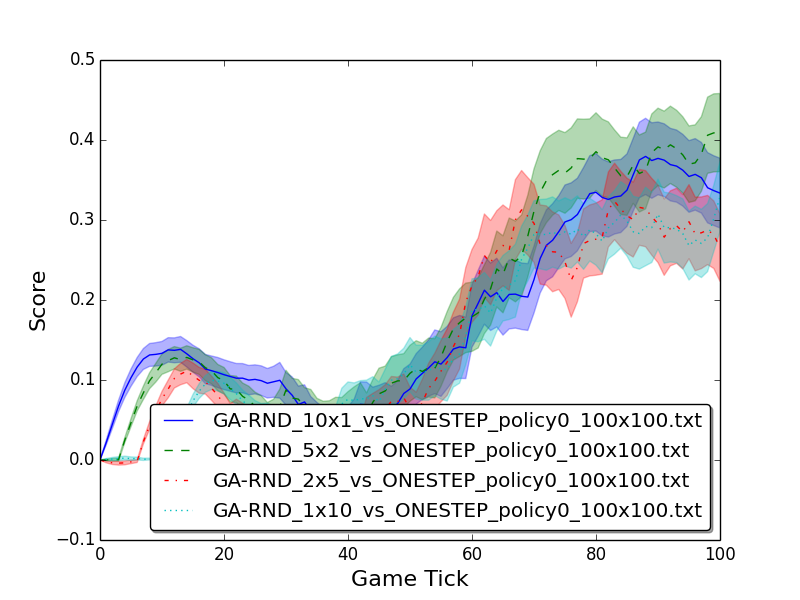 0.5
0.4
0.3
0.2
0.1
0.0
−0.1
Score
GA-RND_10x1_vs_ONESTEP_policy0_100x100.txt
GA-RND_5x2_vs_ONESTEP_policy0_100x100.txt
GA-RND_2x5_vs_ONESTEP_policy0_100x100.txt
GA-RND_1x10_vs_ONESTEP_policy0_100x100.txt
0 20 40 60 80 100
Game Tick